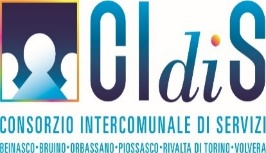 CIdiS
CONSORZIO INTERCOMUNALE DI SERVIZI
BEINASCO•BRUINO•ORBASSANO•PIOSSASCO•RIVALTA DI TORINO•VOLVERA